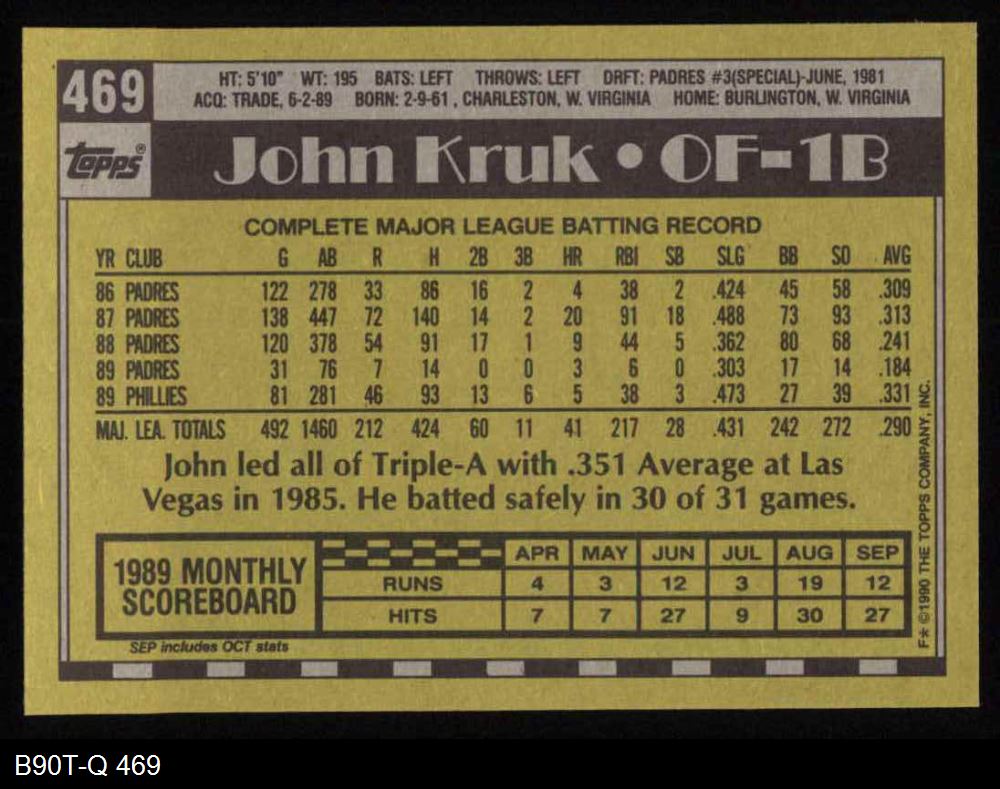 469
HT: 5'10" WT: 195 BATS: LEFT THROWS: LEFT DRFT: PADRES #3(SPECIAL)-JUNE, 1981
ACQ: TRADE, 6-2-89 BORN: 2-9-61, CHARLESTON, W. VIRGINIA HOME: BURLINGTON, W. VIRGINIA
Topps®
John Kruk • OF-1B
COMPLETE MAJOR LEAGUE BATTING RECORD
YR CLUB G AB R H 2B 3B HR RBI SB SLG BB SO AVG
86 PADRES 122 278 33 86 16 2 4 38 2 .424 45 58 .309
87 PADRES 138 447 72 140 14 2 20 91 18 .488 73 93 .313
88 PADRES 120 378 54 91 17 1 9 44 5 .362 80 68 .241
89 PADRES 31 76 7 14 0 0 3 6 0 .303 17 14 .184
89 PHILLIES 81 281 46 93 13 6 5 38 3 .473 27 39 .331
MAJ. LEA. TOTALS 492 1460 212 424 60 11 41 217 28 .431 242 272 .290
John led all of Triple-A with .351 Average at Las
Vegas in 1985. He batted safely in 30 of 31 games.
1989 MONTHLY
SCOREBOARD
APR MAY JUN JUL AUG SEP
RUNS 4 3 12 3 19 12
HITS 7 7 27 9 30 27
SEP includes OCT stats
F* ©1990 THE TOPPS COMPANY, INC.
B90T-Q 469